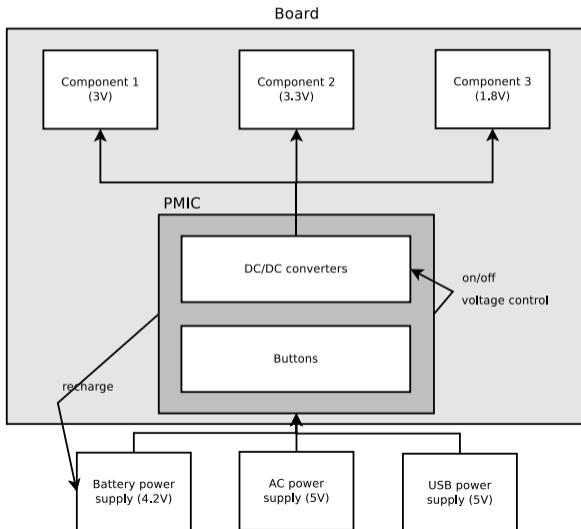 Board
Component 1
(3V)
Component 2
(3.3V)
Component 3
(1.8V)
PMIC
DC/DC converters
on/off
voltage control
Buttons
recharge
Battery power
supply (4.2V)
AC power
supply (5V)
USB power
supply (5V)